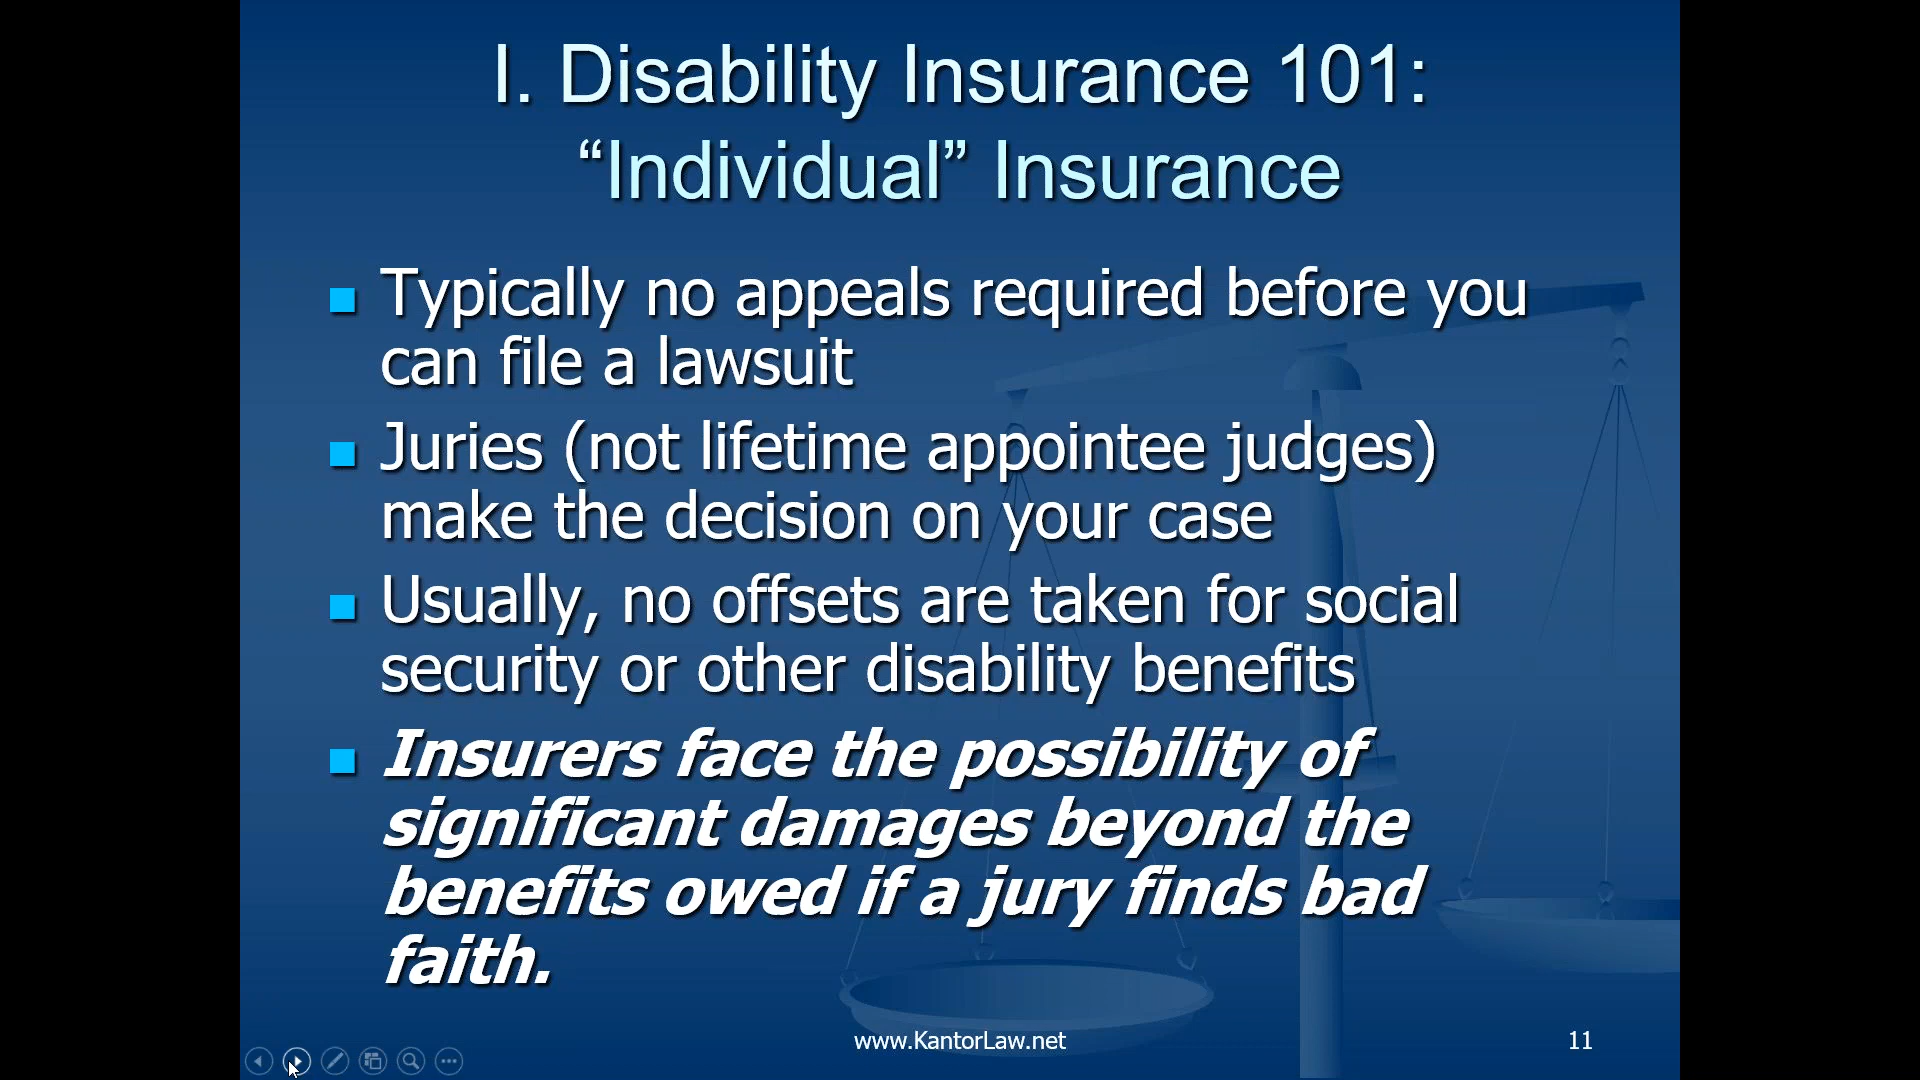 I. Disability Insurance 101:
“Individual” Insurance
Typically no appeals required before you
can file a lawsuit
Juries (not lifetime appointee judges)
make the decision on your case
Usually, no offsets are taken for social
security or other disability benefits
Insurers face the possibility of
significant damages beyond the
benefits owed if a jury finds bad
faith.
www.KantorLaw.net
11